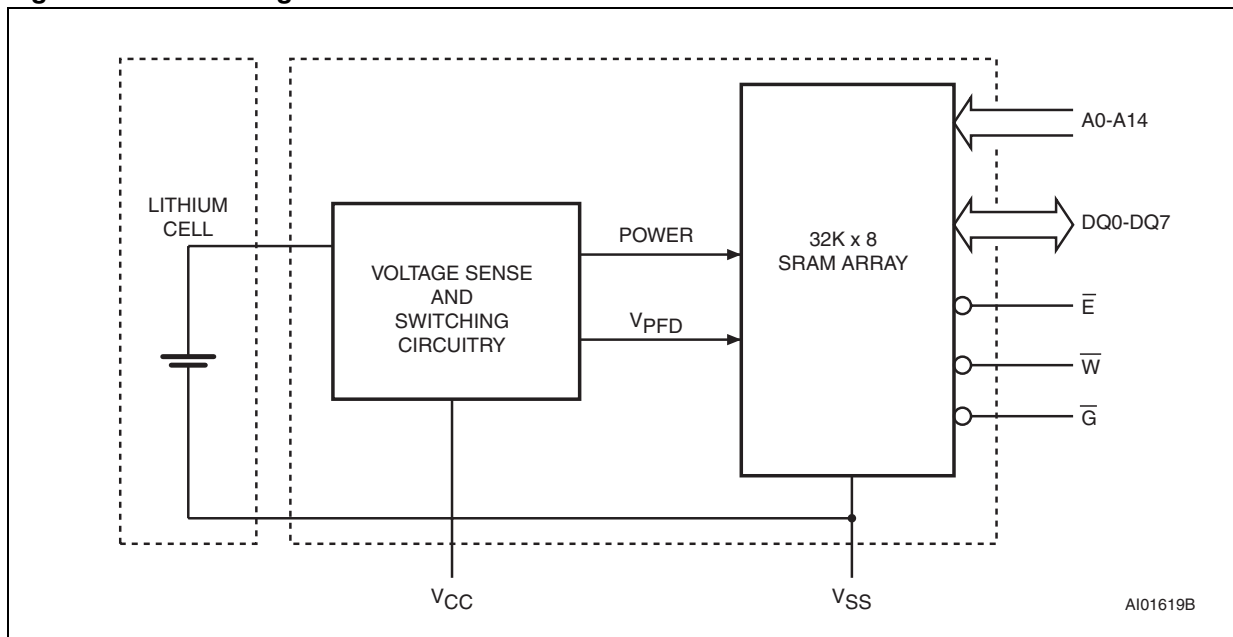 LITHIUM
CELL
VOLTAGE SENSE
AND
SWITCHING
CIRCUITRY
POWER
VPFD
32K x 8
SRAM ARRAY
A0-A14
DQ0-DQ7
E̅
W̅
G̅
VCC
VSS
AI01619B